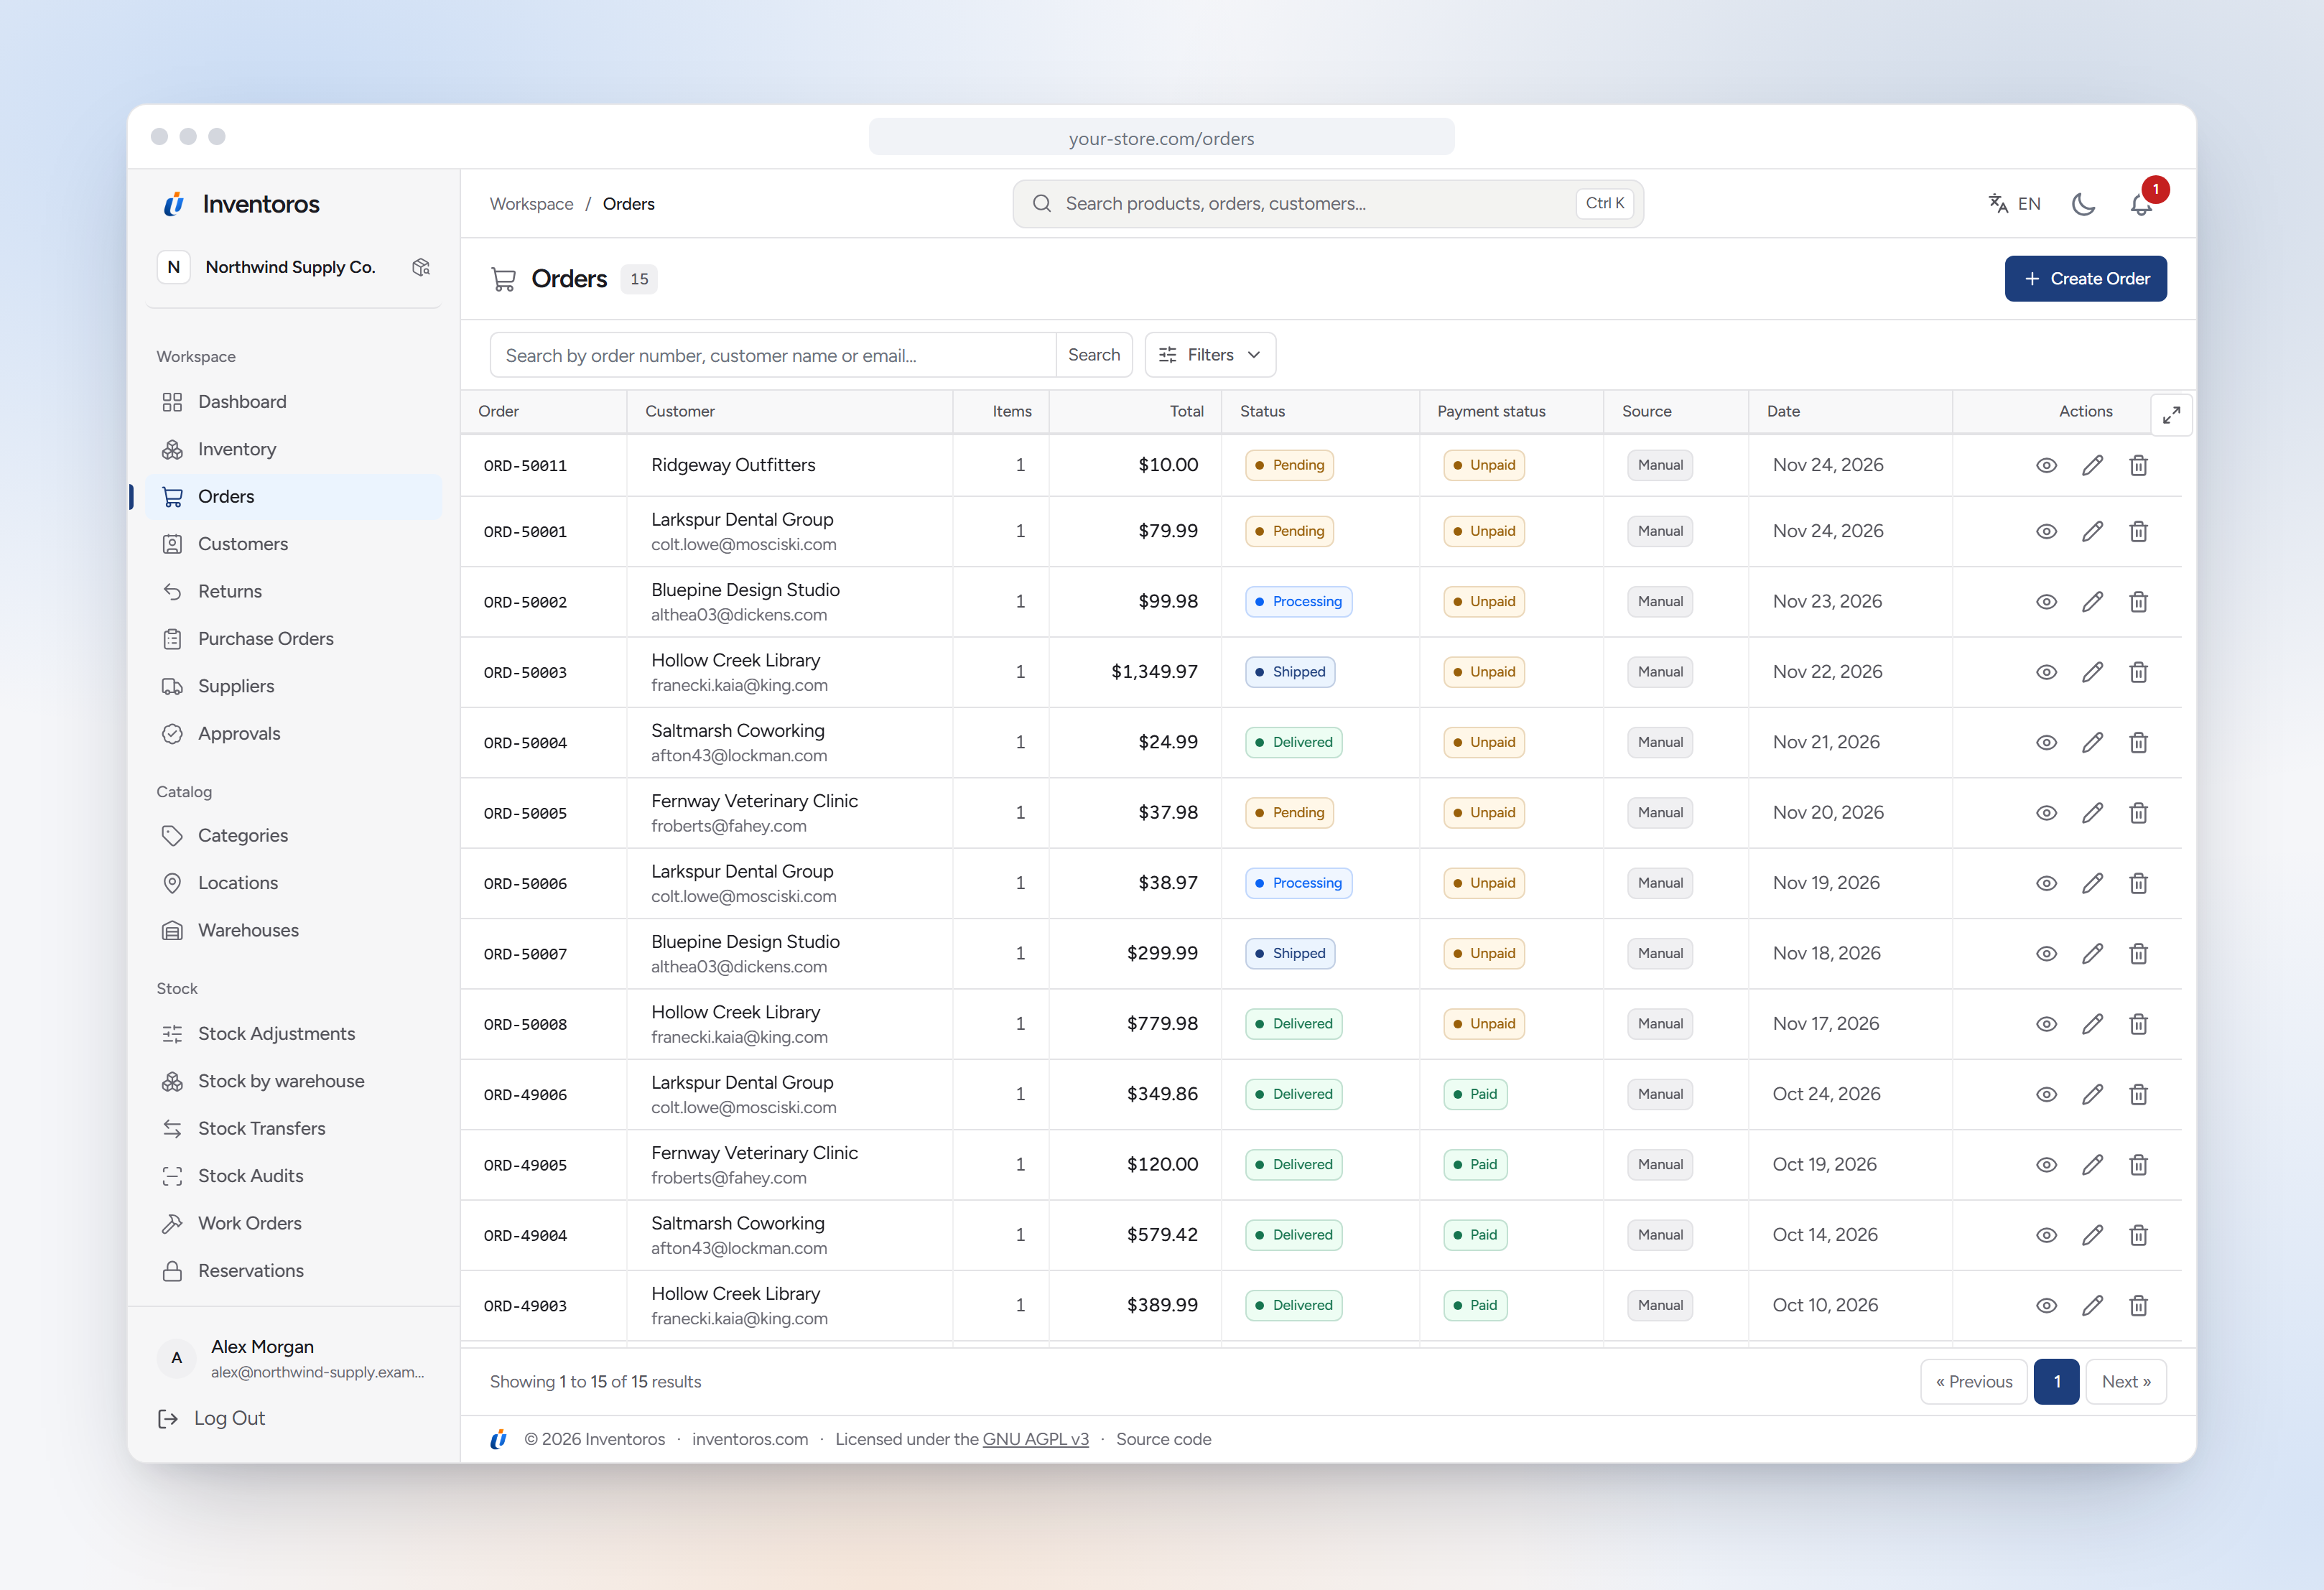 your-store.com/orders
Inventoros
N Northwind Supply Co.
Workspace
Dashboard
Inventory
Orders
Customers
Returns
Purchase Orders
Suppliers
Approvals
Catalog
Categories
Locations
Warehouses
Stock
Stock Adjustments
Stock by warehouse
Stock Transfers
Stock Audits
Work Orders
Reservations
A
Alex Morgan
alex@northwind-supply.exam...
Log Out
Workspace / Orders
Search products, orders, customers... Ctrl K
EN
1
Orders 15
Create Order
Search by order number, customer name or email... Search Filters
Order Customer Items Total Status Payment status Source Date Actions
ORD-50011 Ridgeway Outfitters 1 $10.00 Pending Unpaid Manual Nov 24, 2026
ORD-50001 Larkspur Dental Group 1 $79.99 Pending Unpaid Manual Nov 24, 2026
colt.lowe@mosciski.com
ORD-50002 Bluepine Design Studio 1 $99.98 Processing Unpaid Manual Nov 23, 2026
althea03@dickens.com
ORD-50003 Hollow Creek Library 1 $1,349.97 Shipped Unpaid Manual Nov 22, 2026
franecki.kaia@king.com
ORD-50004 Saltmarsh Coworking 1 $24.99 Delivered Unpaid Manual Nov 21, 2026
afton43@lockman.com
ORD-50005 Fernway Veterinary Clinic 1 $37.98 Pending Unpaid Manual Nov 20, 2026
froberts@fahey.com
ORD-50006 Larkspur Dental Group 1 $38.97 Processing Unpaid Manual Nov 19, 2026
colt.lowe@mosciski.com
ORD-50007 Bluepine Design Studio 1 $299.99 Shipped Unpaid Manual Nov 18, 2026
althea03@dickens.com
ORD-50008 Hollow Creek Library 1 $779.98 Delivered Unpaid Manual Nov 17, 2026
franecki.kaia@king.com
ORD-49006 Larkspur Dental Group 1 $349.86 Delivered Paid Manual Oct 24, 2026
colt.lowe@mosciski.com
ORD-49005 Fernway Veterinary Clinic 1 $120.00 Delivered Paid Manual Oct 19, 2026
froberts@fahey.com
ORD-49004 Saltmarsh Coworking 1 $579.42 Delivered Paid Manual Oct 14, 2026
afton43@lockman.com
ORD-49003 Hollow Creek Library 1 $389.99 Delivered Paid Manual Oct 10, 2026
franecki.kaia@king.com
Showing 1 to 15 of 15 results
« Previous 1 Next »
© 2026 Inventoros · inventoros.com · Licensed under the GNU AGPL v3 · Source code